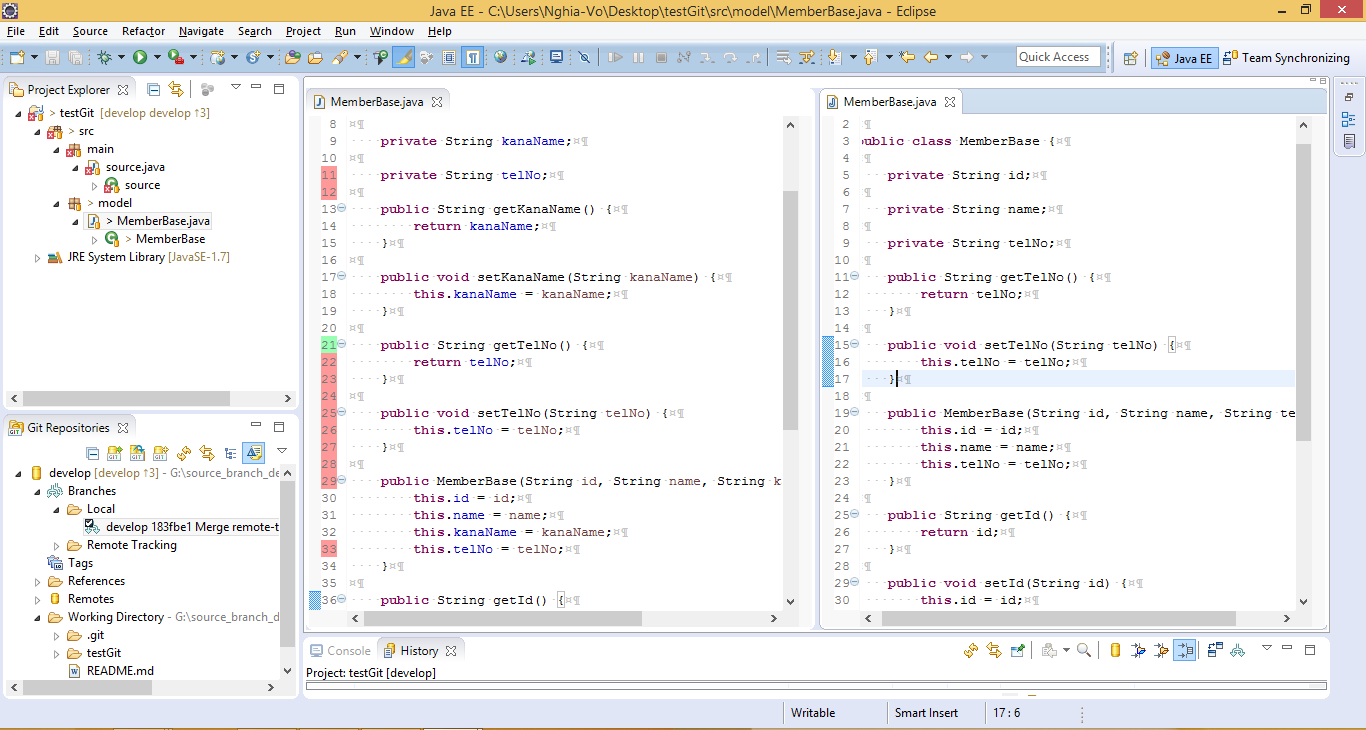 Java EE - C:\Users\Nghia-Vo\Desktop\testGit\src\model\MemberBase.java - Eclipse
File Edit Source Refactor Navigate Search Project Run Window Help
Quick Access
Java EE
Team Synchronizing
Project Explorer
> testGit [develop develop ↑3]
> src
main
source.java
source
> model
> MemberBase.java
> MemberBase
JRE System Library [JavaSE-1.7]
Git Repositories
develop [develop ↑3] - G:\source_branch_de
Branches
Local
develop 183fbe1 Merge remote-t
Remote Tracking
Tags
References
Remotes
Working Directory - G:\source_branch_d
.git
testGit
README.md
MemberBase.java
8 ¤¶
9 ····private·String·kanaName;¤¶
10 ¤¶
11 ····private·String·telNo;¤¶
12 ¤¶
13 ····public·String·getKanaName()·{¤¶
14 ········return·kanaName;¤¶
15 ····}¤¶
16 ¤¶
17 ····public·void·setKanaName(String·kanaName)·{¤¶
18 ········this.kanaName·=·kanaName;¤¶
19 ····}¤¶
20 ¤¶
21 ····public·String·getTelNo()·{¤¶
22 ········return·telNo;¤¶
23 ····}¤¶
24 ¤¶
25 ····public·void·setTelNo(String·telNo)·{¤¶
26 ········this.telNo·=·telNo;¤¶
27 ····}¤¶
28 ¤¶
29 ····public·MemberBase(String·id,·String·name,·String·k
30 ········this.id·=·id;¤¶
31 ········this.name·=·name;¤¶
32 ········this.kanaName·=·kanaName;¤¶
33 ········this.telNo·=·telNo;¤¶
34 ····}¤¶
35 ¤¶
36 ····public·String·getId()·{¤¶
MemberBase.java
2 ¶
3 public·class·MemberBase·{¤¶
4 ¶
5 ····private·String·id;¤¶
6 ¶
7 ····private·String·name;¤¶
8 ¶
9 ····private·String·telNo;¤¶
10 ¶
11 ····public·String·getTelNo()·{¤¶
12 ········return·telNo;¤¶
13 ····}¤¶
14 ¶
15 ····public·void·setTelNo(String·telNo)·{¤¶
16 ········this.telNo·=·telNo;¤¶
17 ····}¤¶
18 ¶
19 ····public·MemberBase(String·id,·String·name,·String·te
20 ········this.id·=·id;¤¶
21 ········this.name·=·name;¤¶
22 ········this.telNo·=·telNo;¤¶
23 ····}¤¶
24 ¶
25 ····public·String·getId()·{¤¶
26 ········return·id;¤¶
27 ····}¤¶
28 ¶
29 ····public·void·setId(String·id)·{¤¶
30 ········this.id·=·id;¤¶
Console
History
Project: testGit [develop]
Writable
Smart Insert
17 : 6